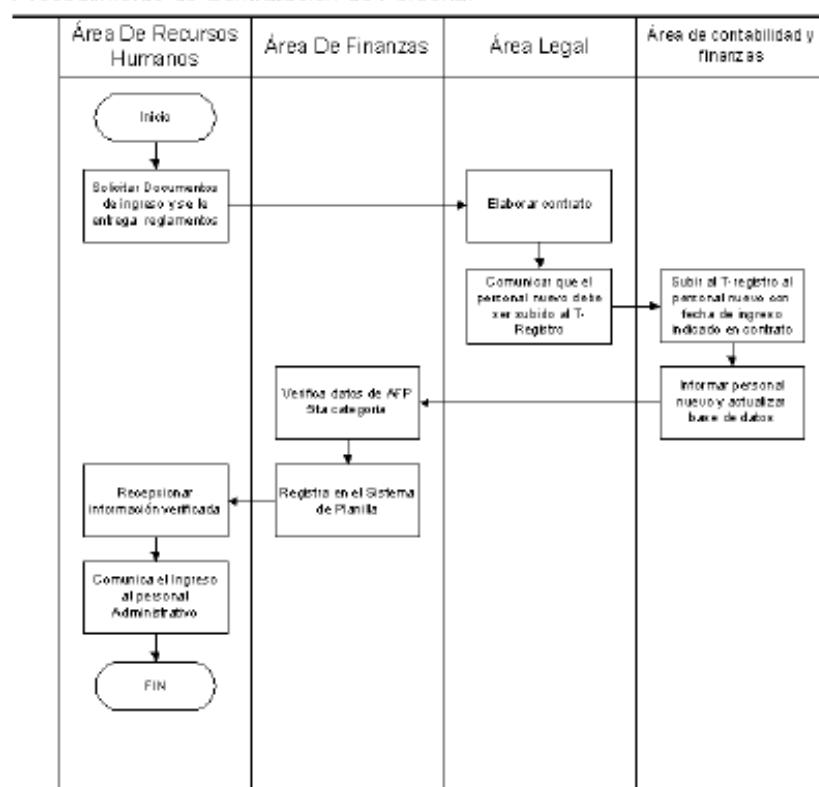 Área De Recursos
Humanos
Área De Finanzas
Área Legal
Área de contabilidad y
finanzas
Inicio
Solicitar Documentos
de ingreso y se le
entrega reglamentos
Elaborar contrato
Comunicar que el
personal nuevo debe
ser subido al T-
Registro
Subir al T-registro al
personal nuevo con
fecha de ingreso
indicado en contrato
Verifica datos de AFP
5ta categoría
Informar personal
nuevo y actualizar
base de datos
Recepsionar
información verificada
Registra en el Sistema
de Planilla
Comunica el Ingreso
al personal
Administrativo
FIN